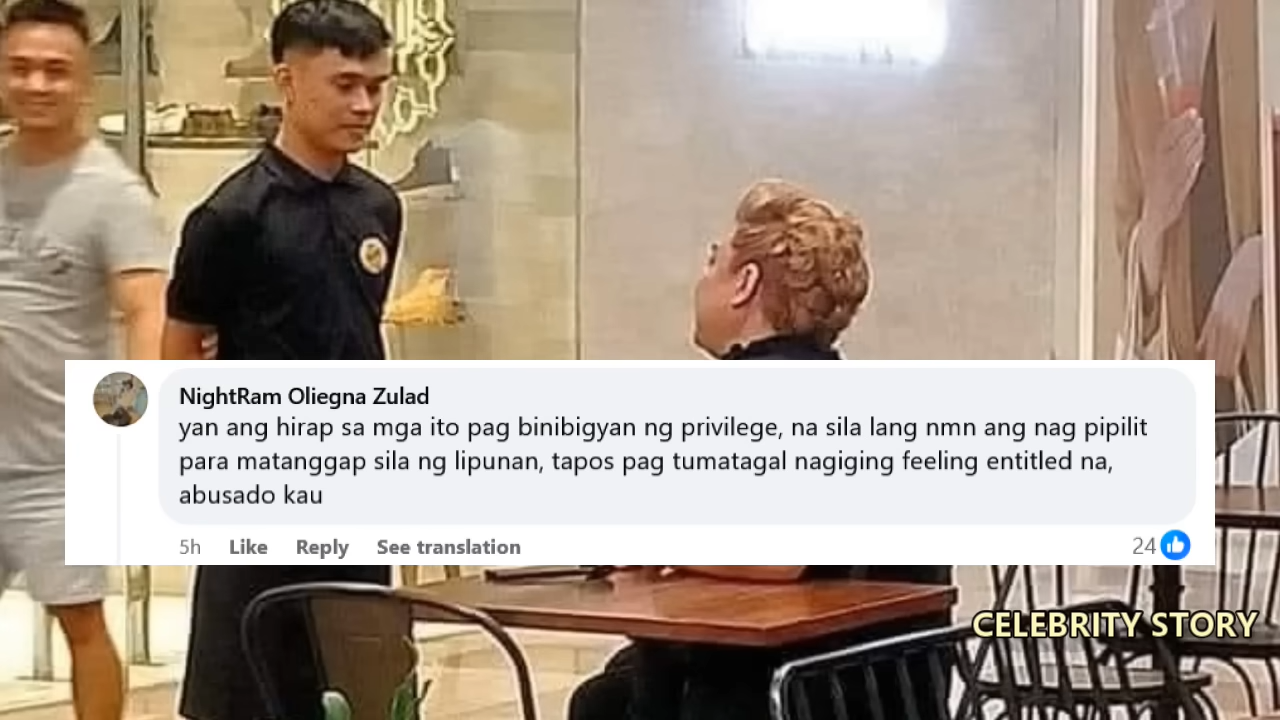 NightRam Oliegna Zulad
yan ang hirap sa mga ito pag binibigyan ng privilege, na sila lang nmn ang nag pipilit
para matanggap sila ng lipunan, tapos pag tumatagal nagiging feeling entitled na,
abusado kau
5h Like Reply See translation 24
CELEBRITY STORY